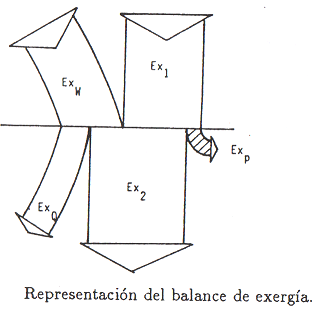 Ex_W
Ex_1
Ex_p
Ex_Q
Ex_2
Representación del balance de exergía.